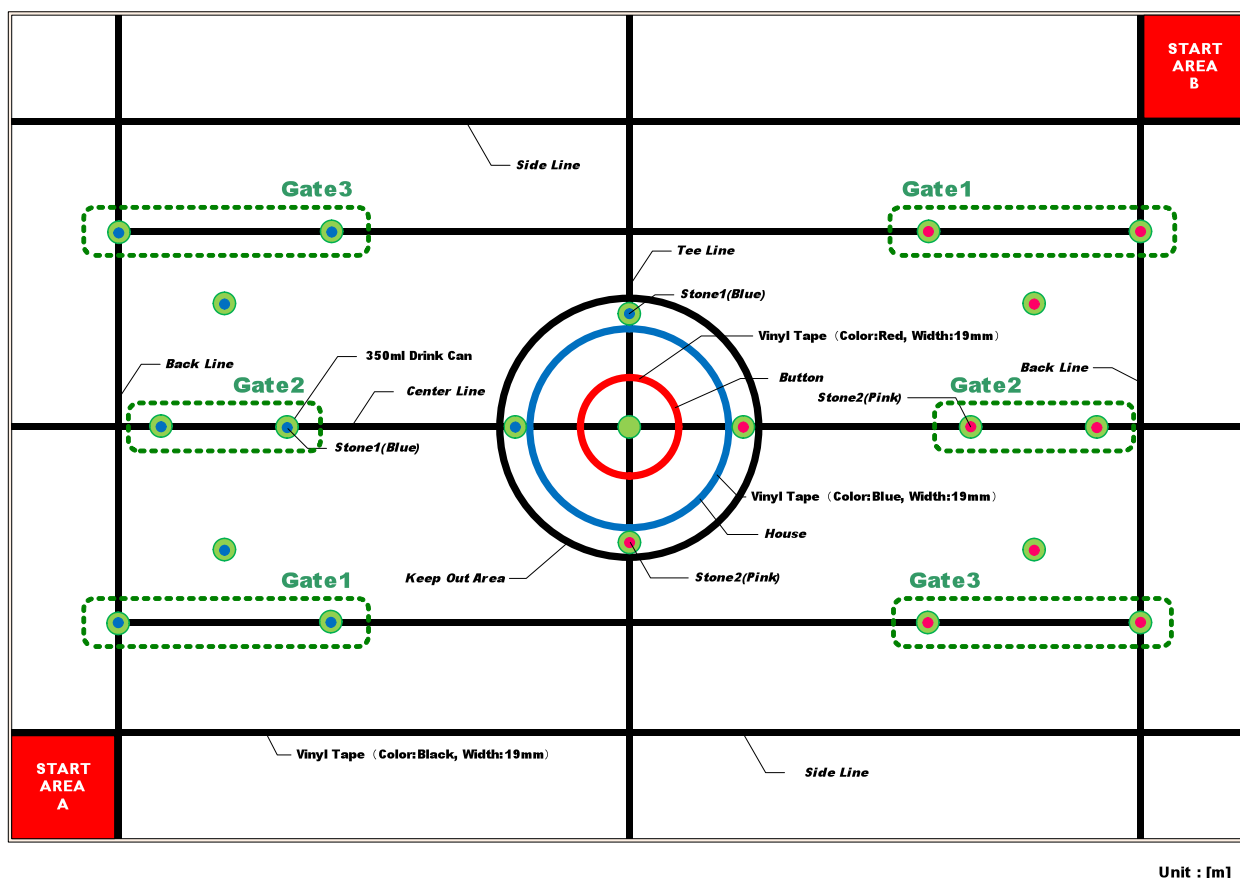 START
AREA
B
Side Line
Gate3
Gate1
Tee Line
Stone1(Blue)
Vinyl Tape（Color:Red, Width:19mm）
350ml Drink Can
Back Line
Gate2
Center Line
Button
Back Line
Gate2
Stone2(Pink)
Stone1(Blue)
Vinyl Tape（Color:Blue, Width:19mm）
House
Keep Out Area
Stone2(Pink)
Gate1
Gate3
Vinyl Tape（Color:Black, Width:19mm）
Side Line
START
AREA
A
Unit : [m]